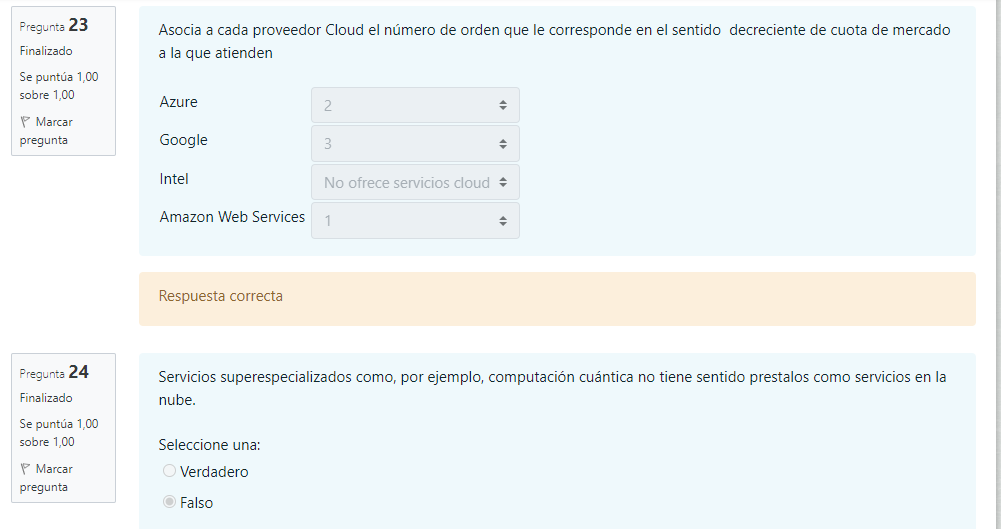 Pregunta 23
Finalizado
Se puntúa 1,00
sobre 1,00
Marcar
pregunta
Asocia a cada proveedor Cloud el número de orden que le corresponde en el sentido decreciente de cuota de mercado
a la que atienden
Azure 2
Google 3
Intel No ofrece servicios cloud
Amazon Web Services 1
Respuesta correcta
Pregunta 24
Finalizado
Se puntúa 1,00
sobre 1,00
Marcar
pregunta
Servicios superespecializados como, por ejemplo, computación cuántica no tiene sentido prestalos como servicios en la
nube.
Seleccione una:
Verdadero
Falso